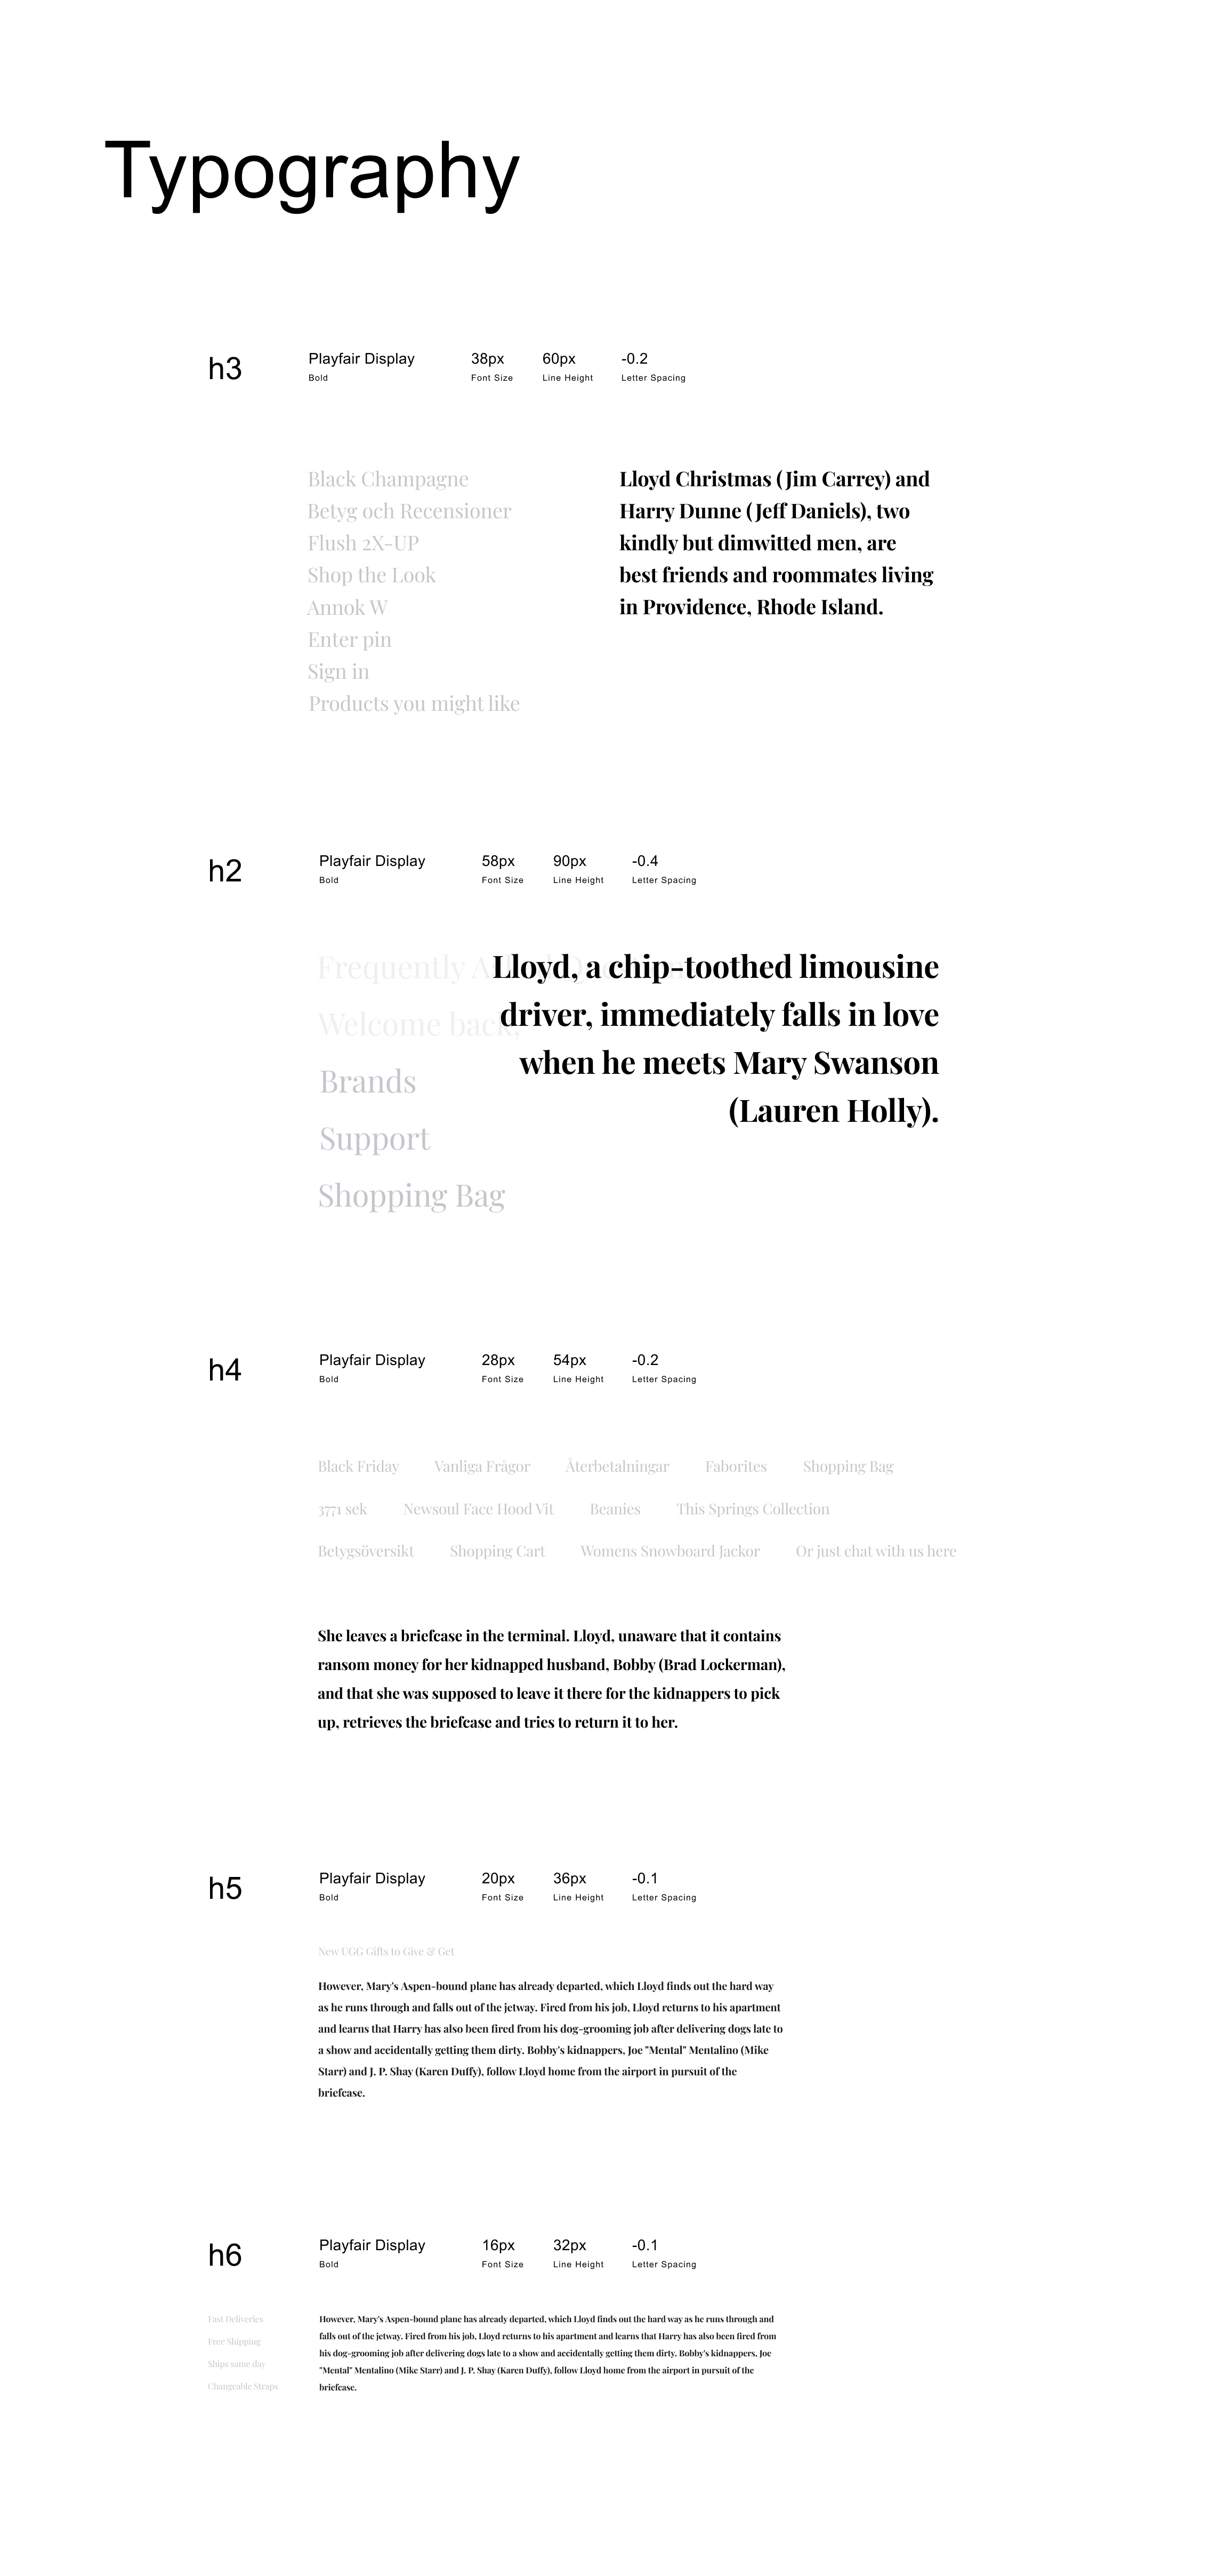 Typography
h3
Playfair Display 38px 60px -0.2
Bold Font Size Line Height Letter Spacing
Black Champagne
Betyg och Recensioner
Flush 2X-UP
Shop the Look
Annok W
Enter pin
Sign in
Products you might like
Lloyd Christmas (Jim Carrey) and
Harry Dunne (Jeff Daniels), two
kindly but dimwitted men, are
best friends and roommates living
in Providence, Rhode Island.
h2
Playfair Display 58px 90px -0.4
Bold Font Size Line Height Letter Spacing
Frequently
Welcome back,
Brands
Support
Shopping Bag
Lloyd, a chip-toothed limousine
driver, immediately falls in love
when he meets Mary Swanson
(Lauren Holly).
h4
Playfair Display 28px 54px -0.2
Bold Font Size Line Height Letter Spacing
Black Friday Vanliga Frågor Återbetalningar Faborites Shopping Bag
3771 sek Newsoul Face Hood Vit Beanies This Springs Collection
Betygsöversikt Shopping Cart Womens Snowboard Jackor Or just chat with us here
She leaves a briefcase in the terminal. Lloyd, unaware that it contains
ransom money for her kidnapped husband, Bobby (Brad Lockerman),
and that she was supposed to leave it there for the kidnappers to pick
up, retrieves the briefcase and tries to return it to her.
h5
Playfair Display 20px 36px -0.1
Bold Font Size Line Height Letter Spacing
New UGG Gifts to Give & Get
However, Mary's Aspen-bound plane has already departed, which Lloyd finds out the hard way
as he runs through and falls out of the jetway. Fired from his job, Lloyd returns to his apartment
and learns that Harry has also been fired from his dog-grooming job after delivering dogs late to
a show and accidentally getting them dirty. Bobby's kidnappers, Joe "Mental" Mentalino (Mike
Starr) and J. P. Shay (Karen Duffy), follow Lloyd home from the airport in pursuit of the
briefcase.
h6
Playfair Display 16px 32px -0.1
Bold Font Size Line Height Letter Spacing
Fast Deliveries
Free Shipping
Ships same day
Changeable Straps
However, Mary's Aspen-bound plane has already departed, which Lloyd finds out the hard way as he runs through and
falls out of the jetway. Fired from his job, Lloyd returns to his apartment and learns that Harry has also been fired from
his dog-grooming job after delivering dogs late to a show and accidentally getting them dirty. Bobby's kidnappers, Joe
"Mental" Mentalino (Mike Starr) and J. P. Shay (Karen Duffy), follow Lloyd home from the airport in pursuit of the
briefcase.